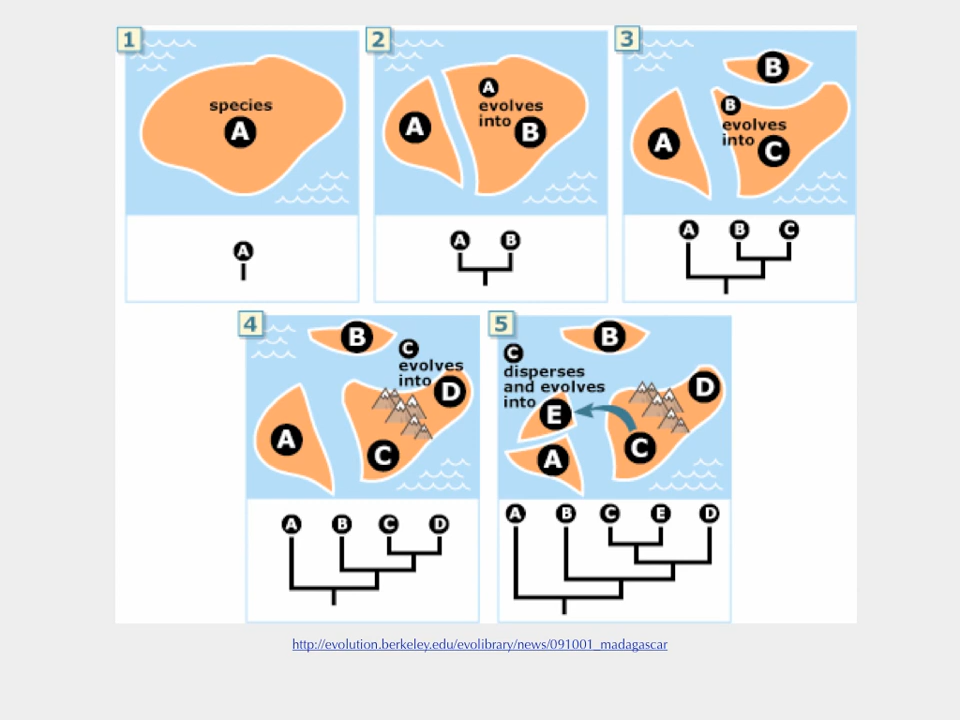 1
species
A
A
2
A
A
evolves
into B
A B
3
B
A
B
evolves
into C
A B C
4
B
C
evolves
into D
A
C
A B C D
5
B
C
disperses
and evolves
into E
D
A
C
A B C E D
http://evolution.berkeley.edu/evolibrary/news/091001_madagascar